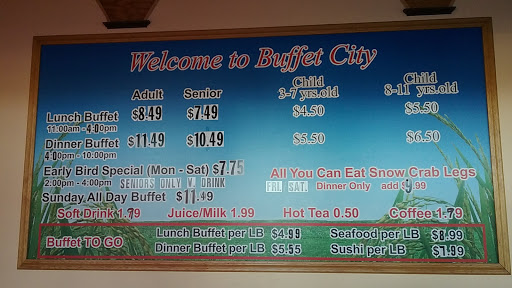 Welcome to Buffet City
Adult Senior Child 3-7 yrs.old Child 8-11 yrs.old
Lunch Buffet $8.49 $7.49 $4.50 $5.50
11:00am - 4:00pm
Dinner Buffet $11.49 $10.49 $5.50 $6.50
4:00pm - 10:00pm
Early Bird Special (Mon - Sat) $7.75
2:00pm - 4:00pm SENIORS ONLY W. DRINK
All You Can Eat Snow Crab Legs
FRI, SAT. Dinner Only add $9.99
Sunday, All Day Buffet $11.49
Soft Drink 1.79 Juice/Milk 1.99 Hot Tea 0.50 Coffee 1.79
Buffet TO GO
Lunch Buffet per LB $4.99 Seafood per LB $8.99
Dinner Buffet per LB $5.55 Sushi per LB $7.99